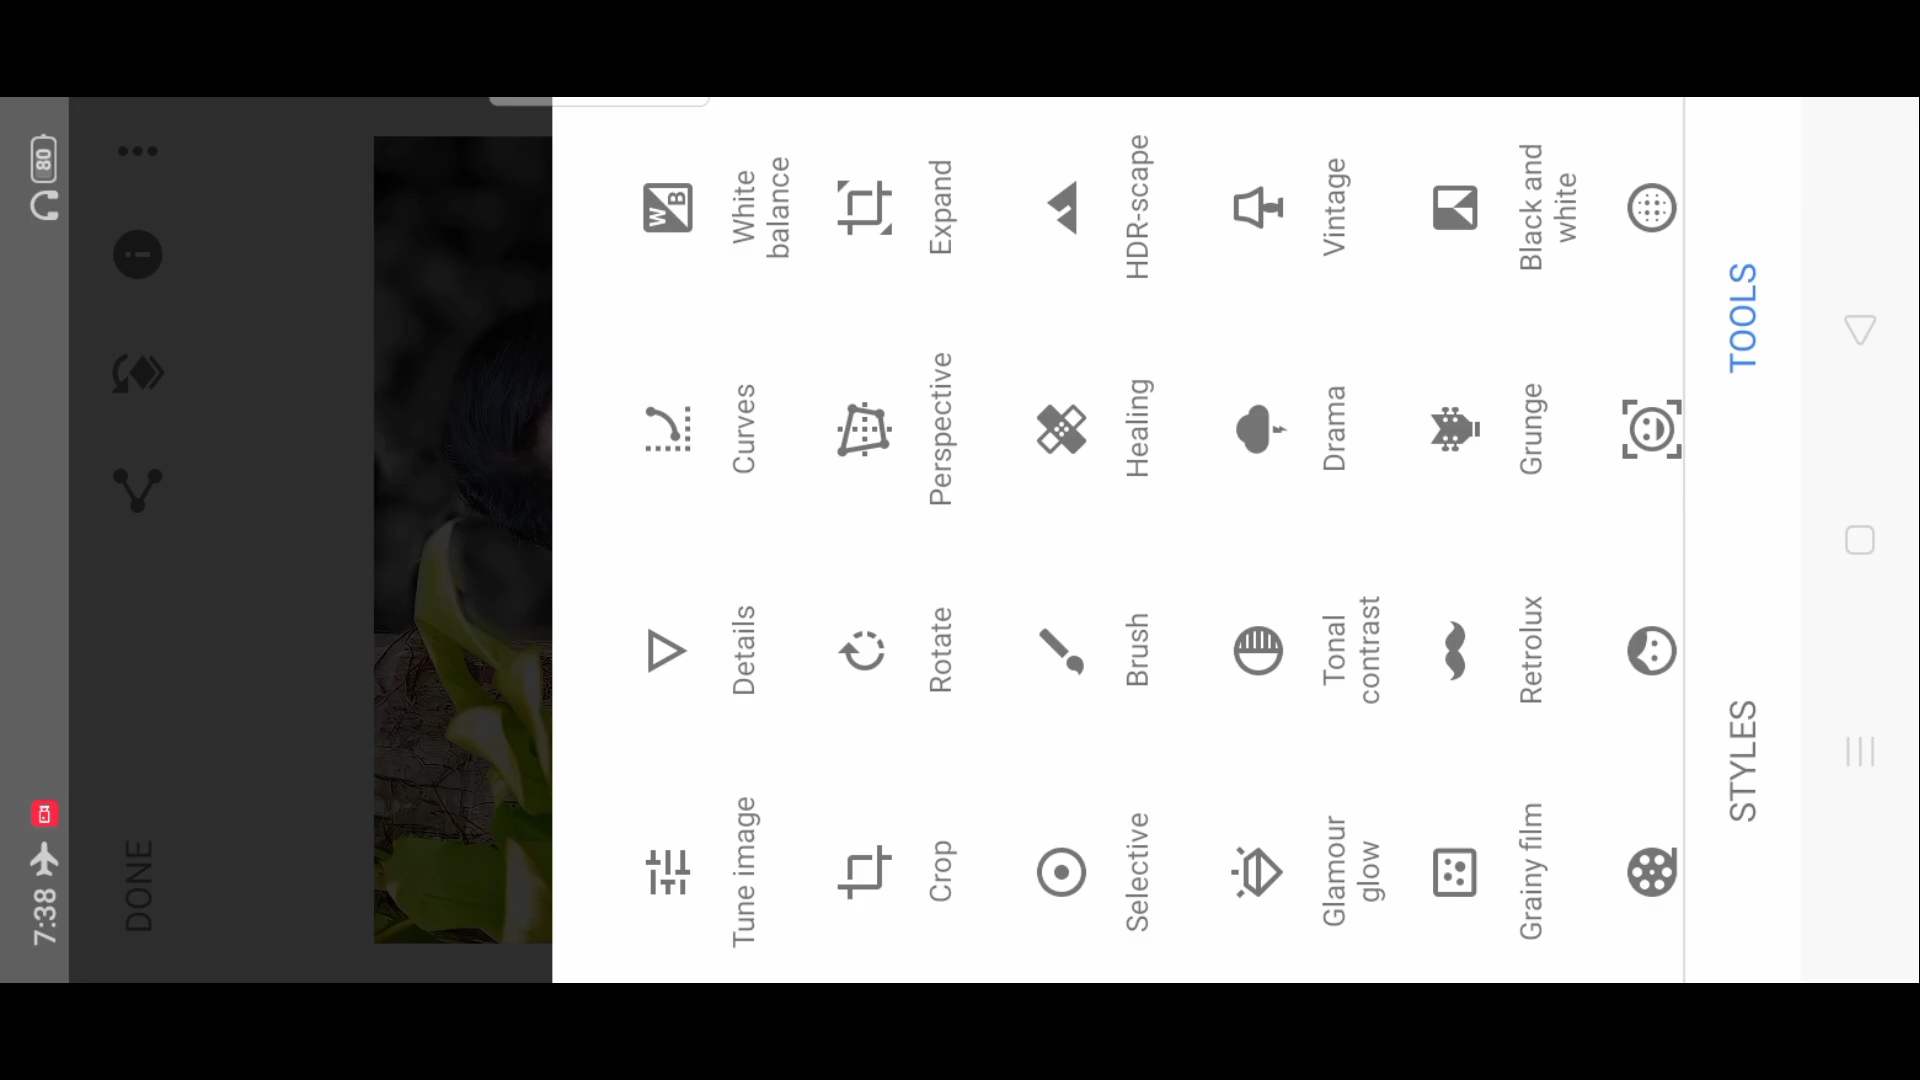 7:38
80
DONE
Tune image
Details
Curves
White
balance
Crop
Rotate
Perspective
Expand
Selective
Brush
Healing
HDR-scape
Glamour
glow
Tonal
contrast
Drama
Vintage
Grainy film
Retrolux
Grunge
Black and
white
STYLES
TOOLS